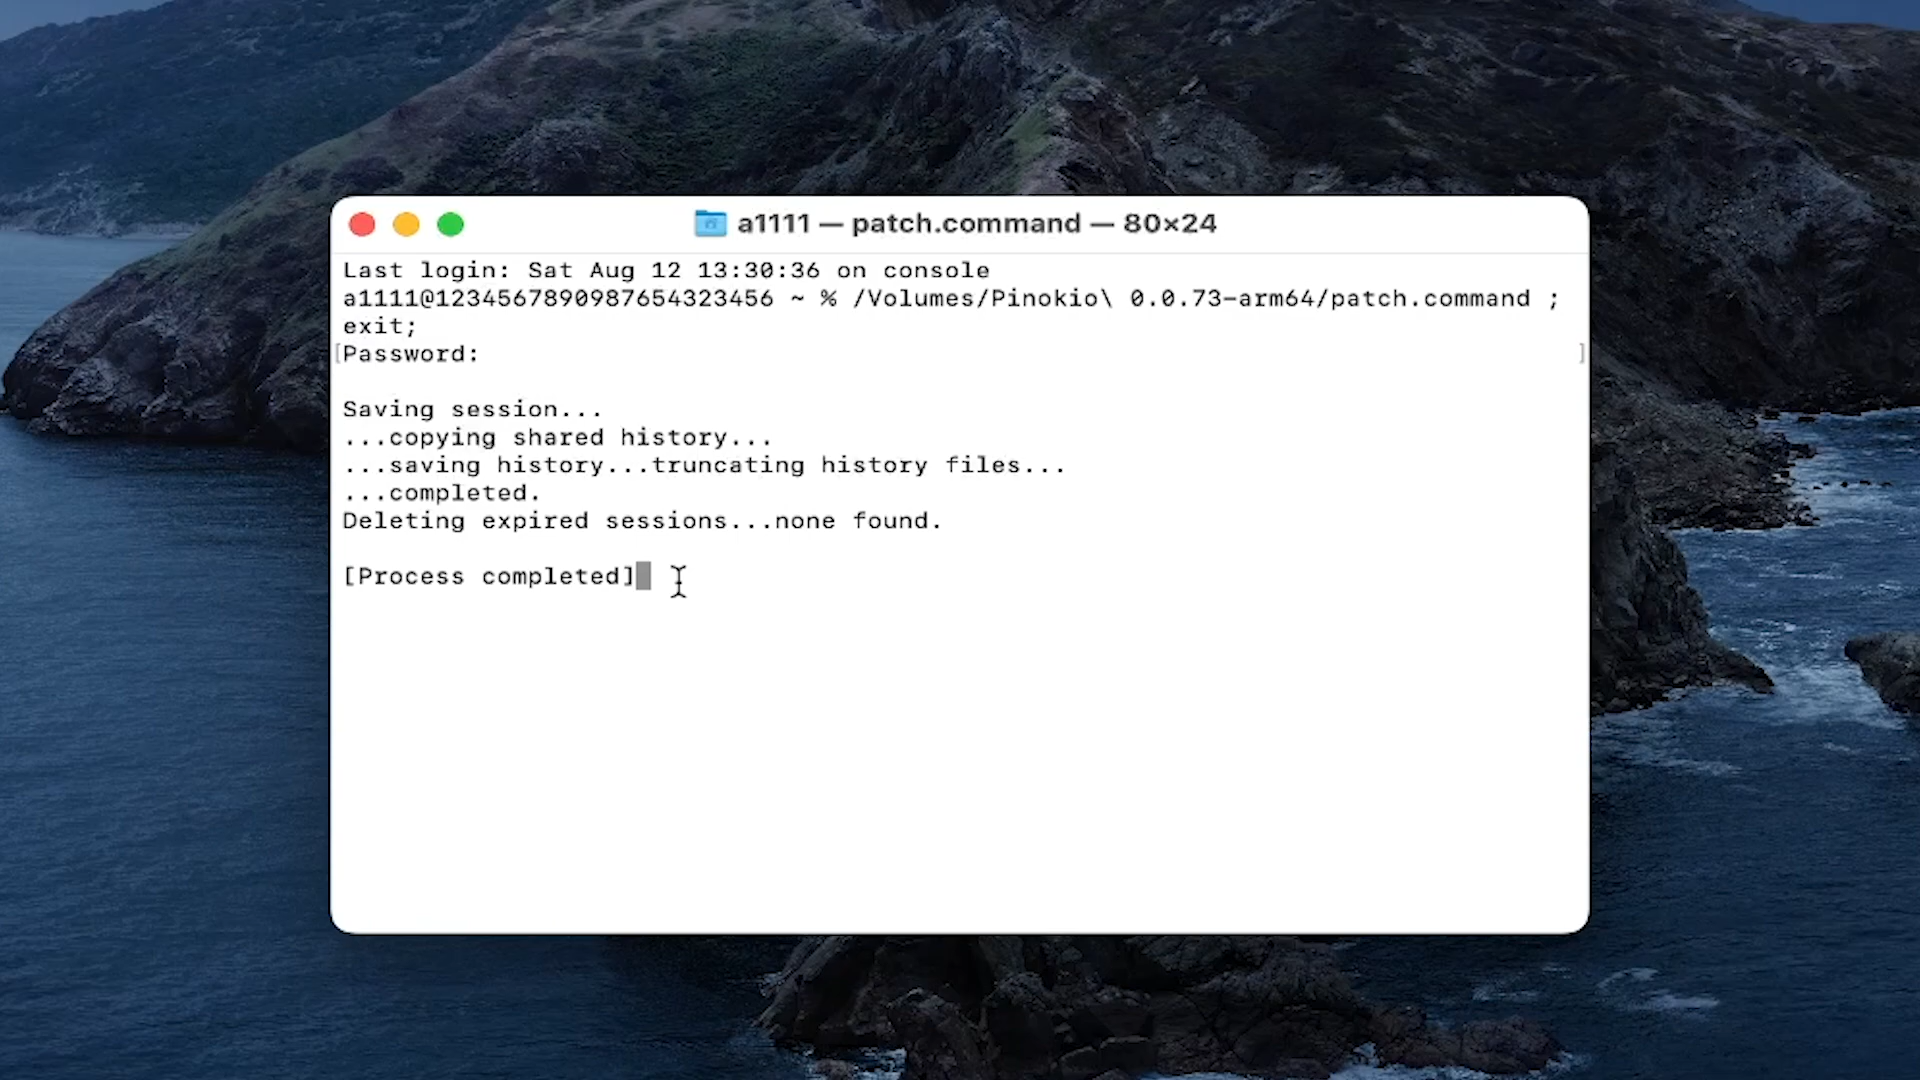 a1111 — patch.command — 80×24
Last login: Sat Aug 12 13:30:36 on console
a1111@1234567890987654323456 ~ % /Volumes/Pinokio\ 0.0.73-arm64/patch.command ;
exit;
[Password: ]
Saving session...
...copying shared history...
...saving history...truncating history files...
...completed.
Deleting expired sessions...none found.
[Process completed]